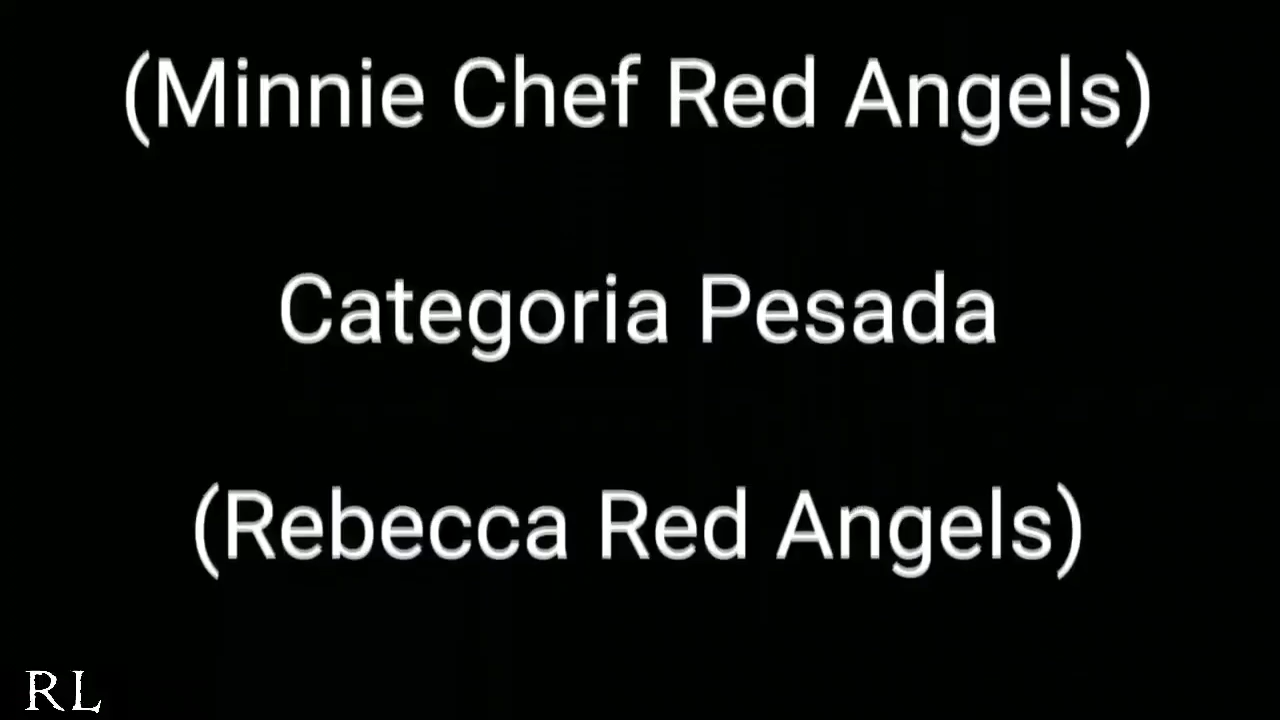 (Minnie Chef Red Angels)
Categoria Pesada
(Rebecca Red Angels)
RL